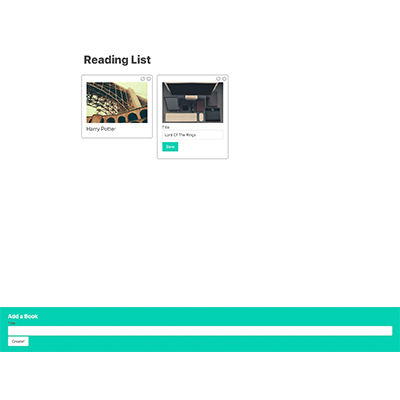 Reading List
Harry Potter
Title
Lord Of The Rings
Save
Add a Book
Title
Create!